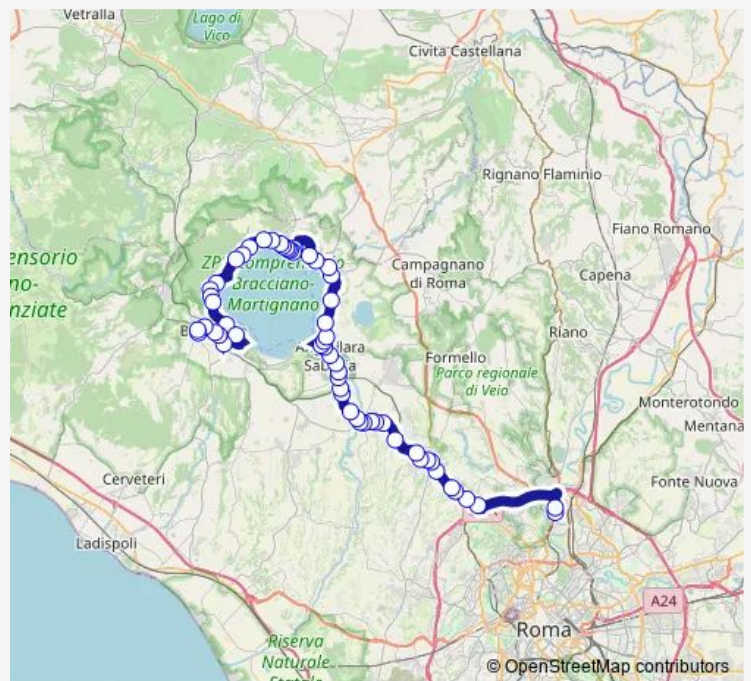 Vetralla
Lago di
Vico
Civita Castellana
Rignano Flaminio
Fiano Romano
ensorio
no-
nziate
Bracciano-
Martignano
Campagnano
di Roma
Capena
Riano
Formello
Parco regionale
di Veio
Monterotondo
Mentana
Cerveteri
Fonte Nuova
Ladispoli
A24
Roma
Riserva
Naturale
Statale
© OpenStreetMap contributors